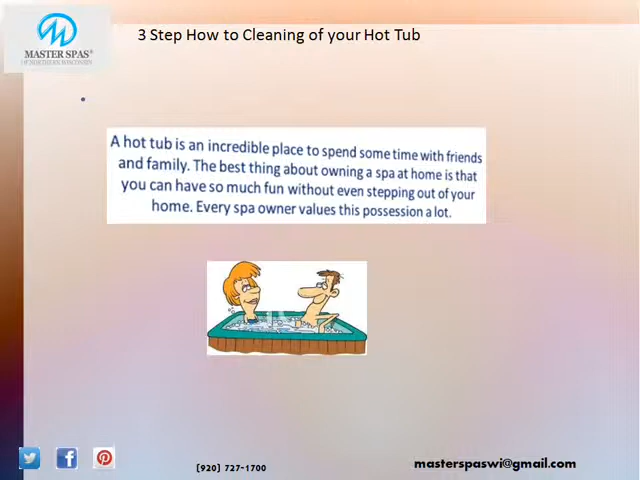 MASTER SPAS®
OF NORTHERN WISCONSIN
3 Step How to Cleaning of your Hot Tub
A hot tub is an incredible place to spend some time with friends
and family. The best thing about owning a spa at home is that
you can have so much fun without even stepping out of your
home. Every spa owner values this possession a lot.
(920) 727-1700
masterspaswi@gmail.com